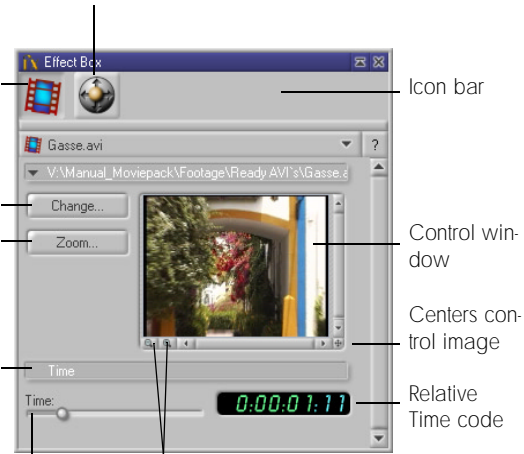 Effect Box
Icon bar
Gasse.avi
?
V:\Manual_Moviepack\Footage\Ready AVI`s\Gasse.a
Change...
Zoom...
Control win-
dow
Centers con-
trol image
Time
Time:
0:00:01:11
Relative
Time code